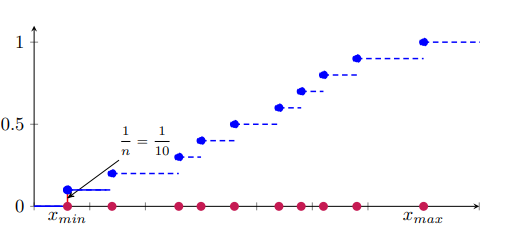 1
0.5
1/n = 1/10
0
x_min x_max